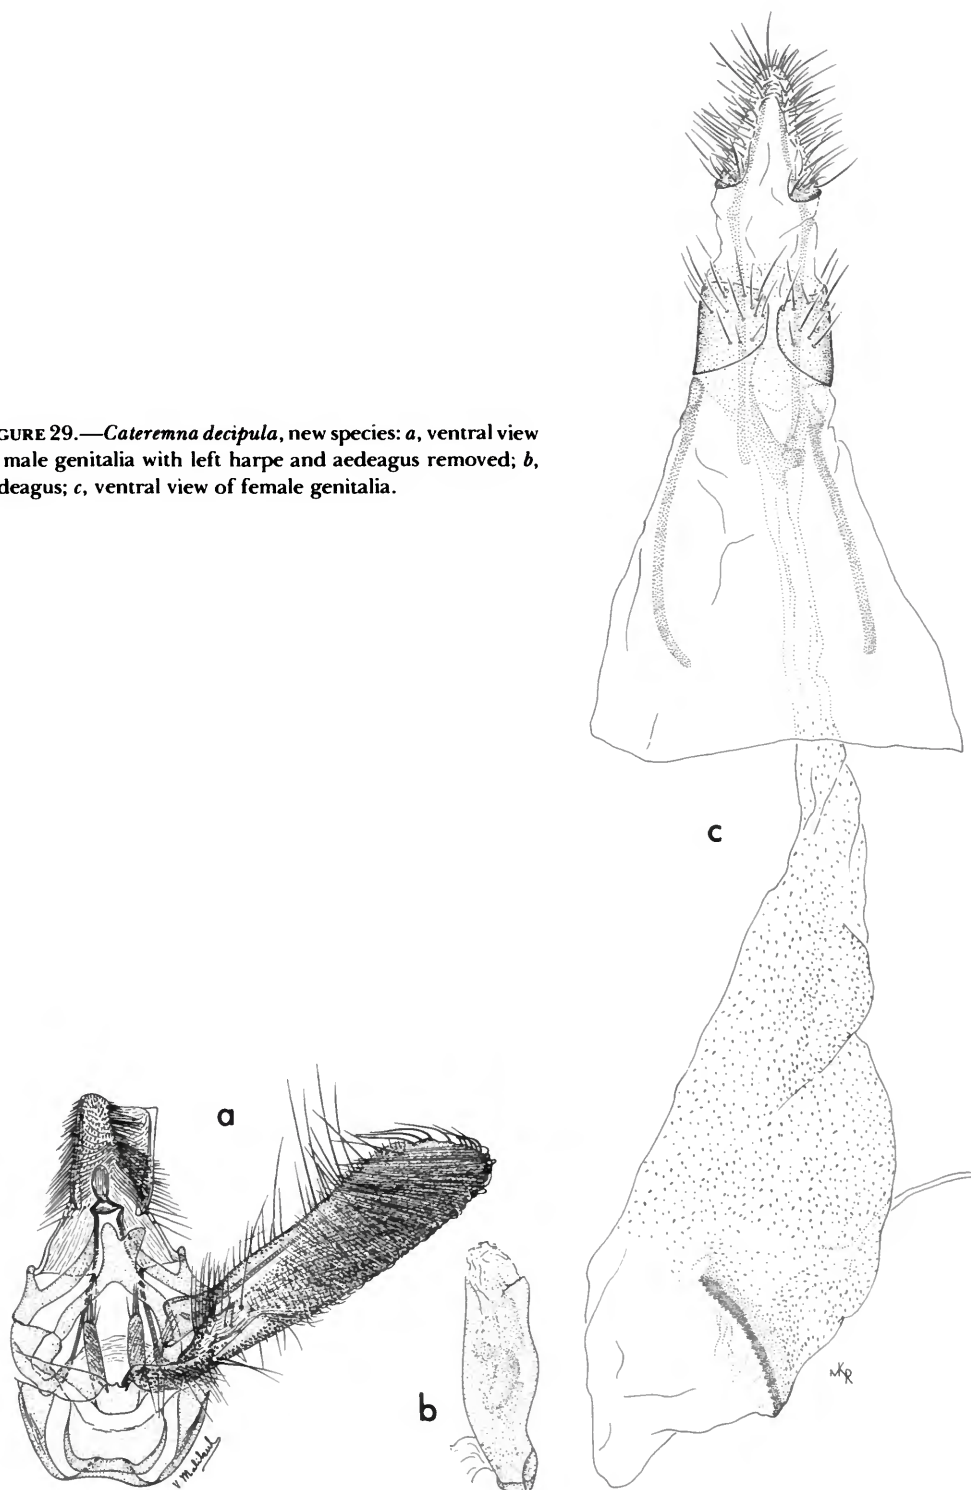 GURE 29.—Cateremna decipula, new species: a, ventral view
male genitalia with left harpe and aedeagus removed; b,
deagus; c, ventral view of female genitalia.
c
a
b